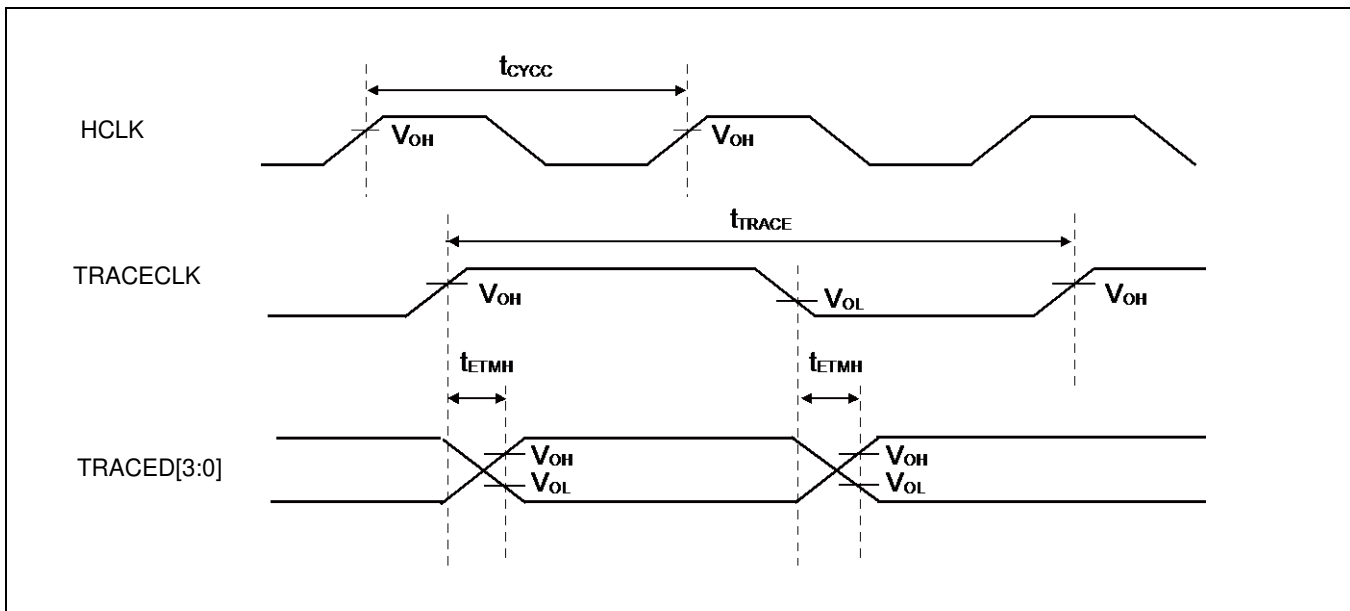 tCYCC
HCLK
VOH
VOH
tTRACE
TRACECLK
VOH
VOL
VOH
tETMH
tETMH
TRACED[3:0]
VOH
VOH
VOL
VOL